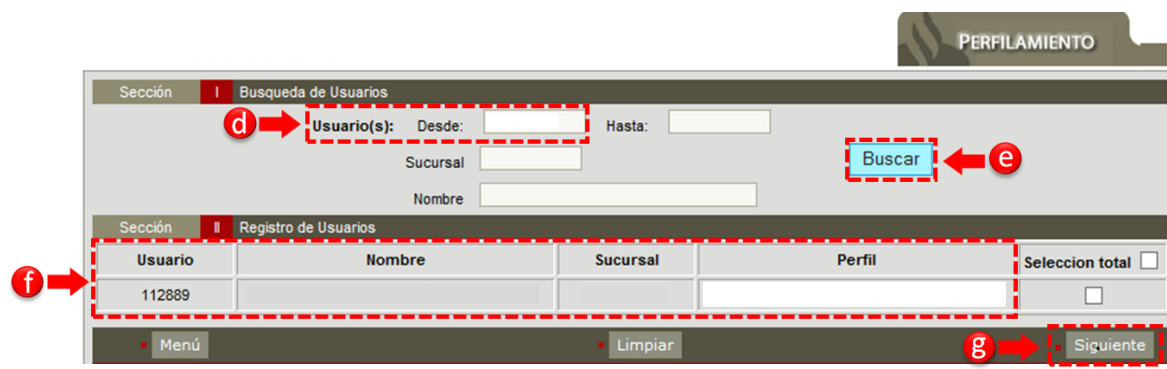 PERFILAMIENTO
Sección I Busqueda de Usuarios
d Usuario(s): Desde: Hasta:
Sucursal Buscar e
Nombre
Sección II Registro de Usuarios
Usuario Nombre Sucursal Perfil Seleccion total
f
112889
Menú Limpiar g Siguiente